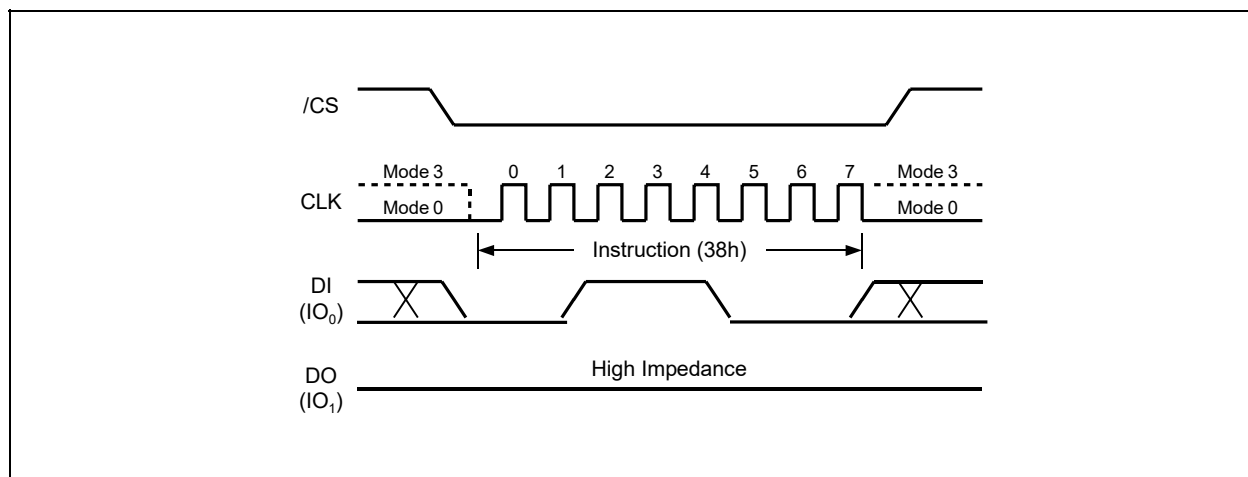 /CS
Mode 3 0 1 2 3 4 5 6 7 Mode 3
CLK
Mode 0 Mode 0
Instruction (38h)
DI
(IO₀)
High Impedance
DO
(IO₁)